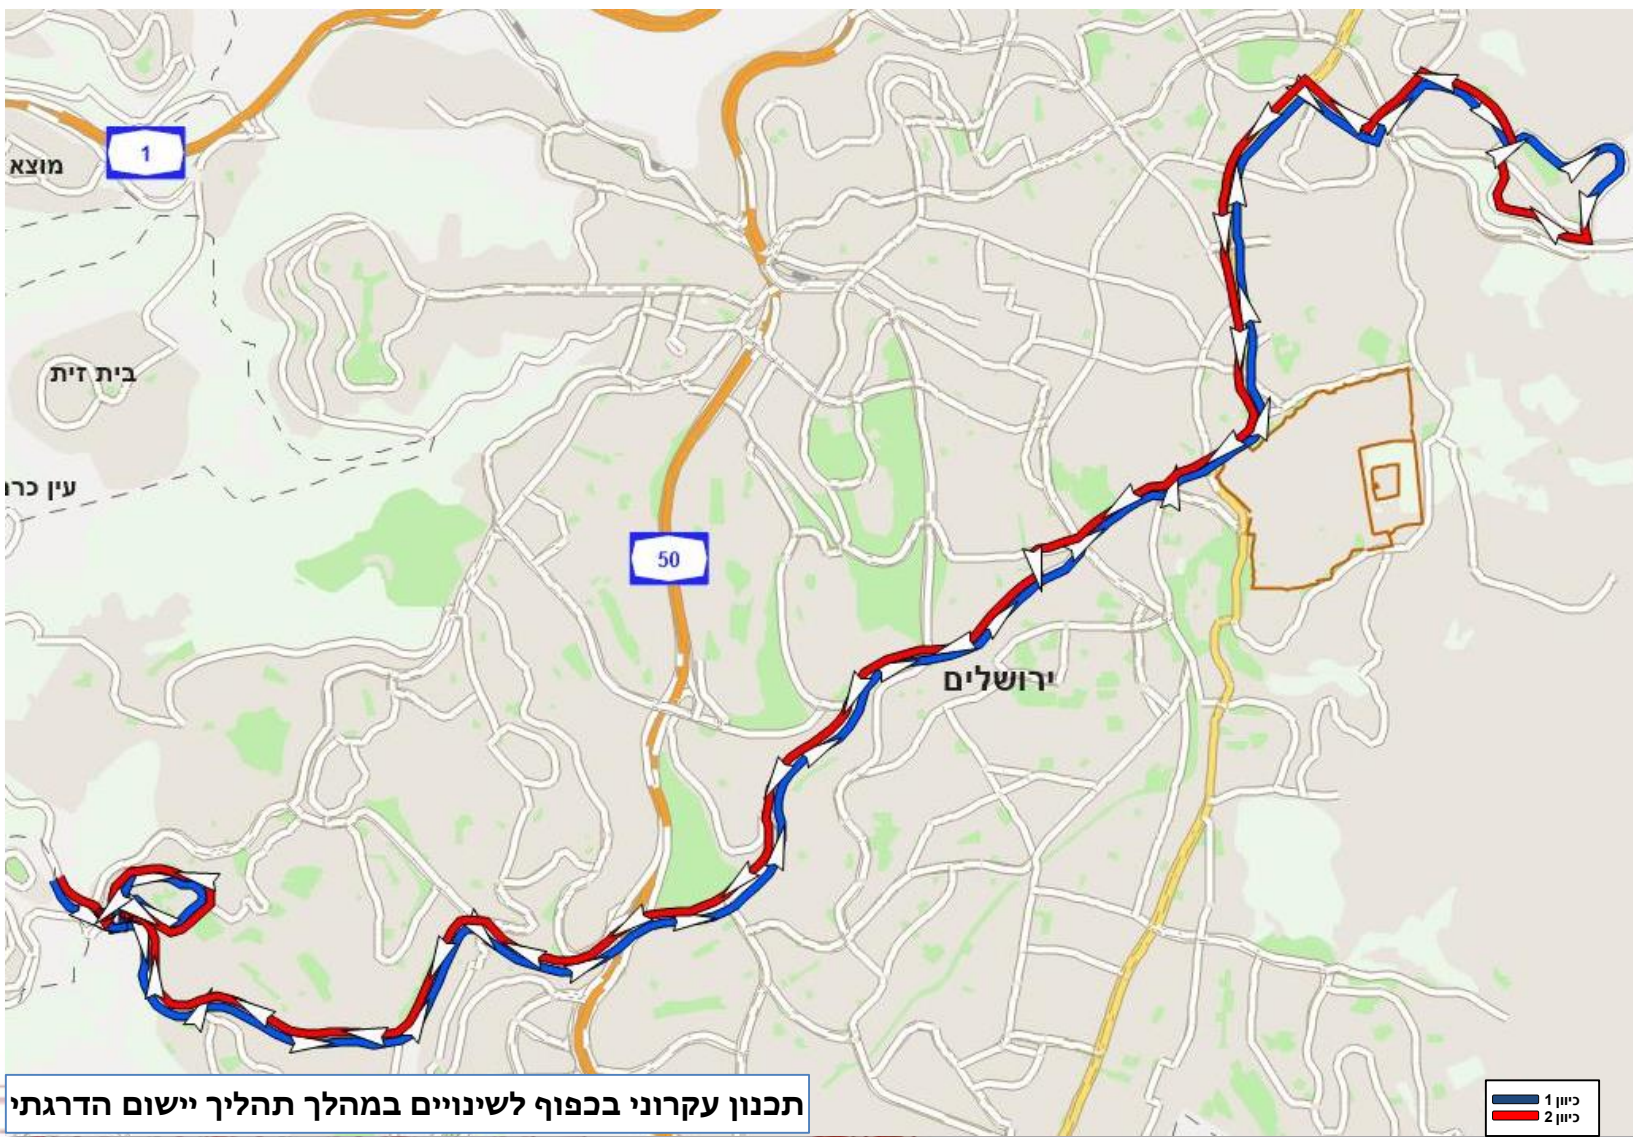 1
מוצא
בית זית
עין כרם
50
ירושלים
תכנון עקרוני בכפוף לשינויים במהלך תהליך יישום הדרגתי
כיוון 1
כיוון 2